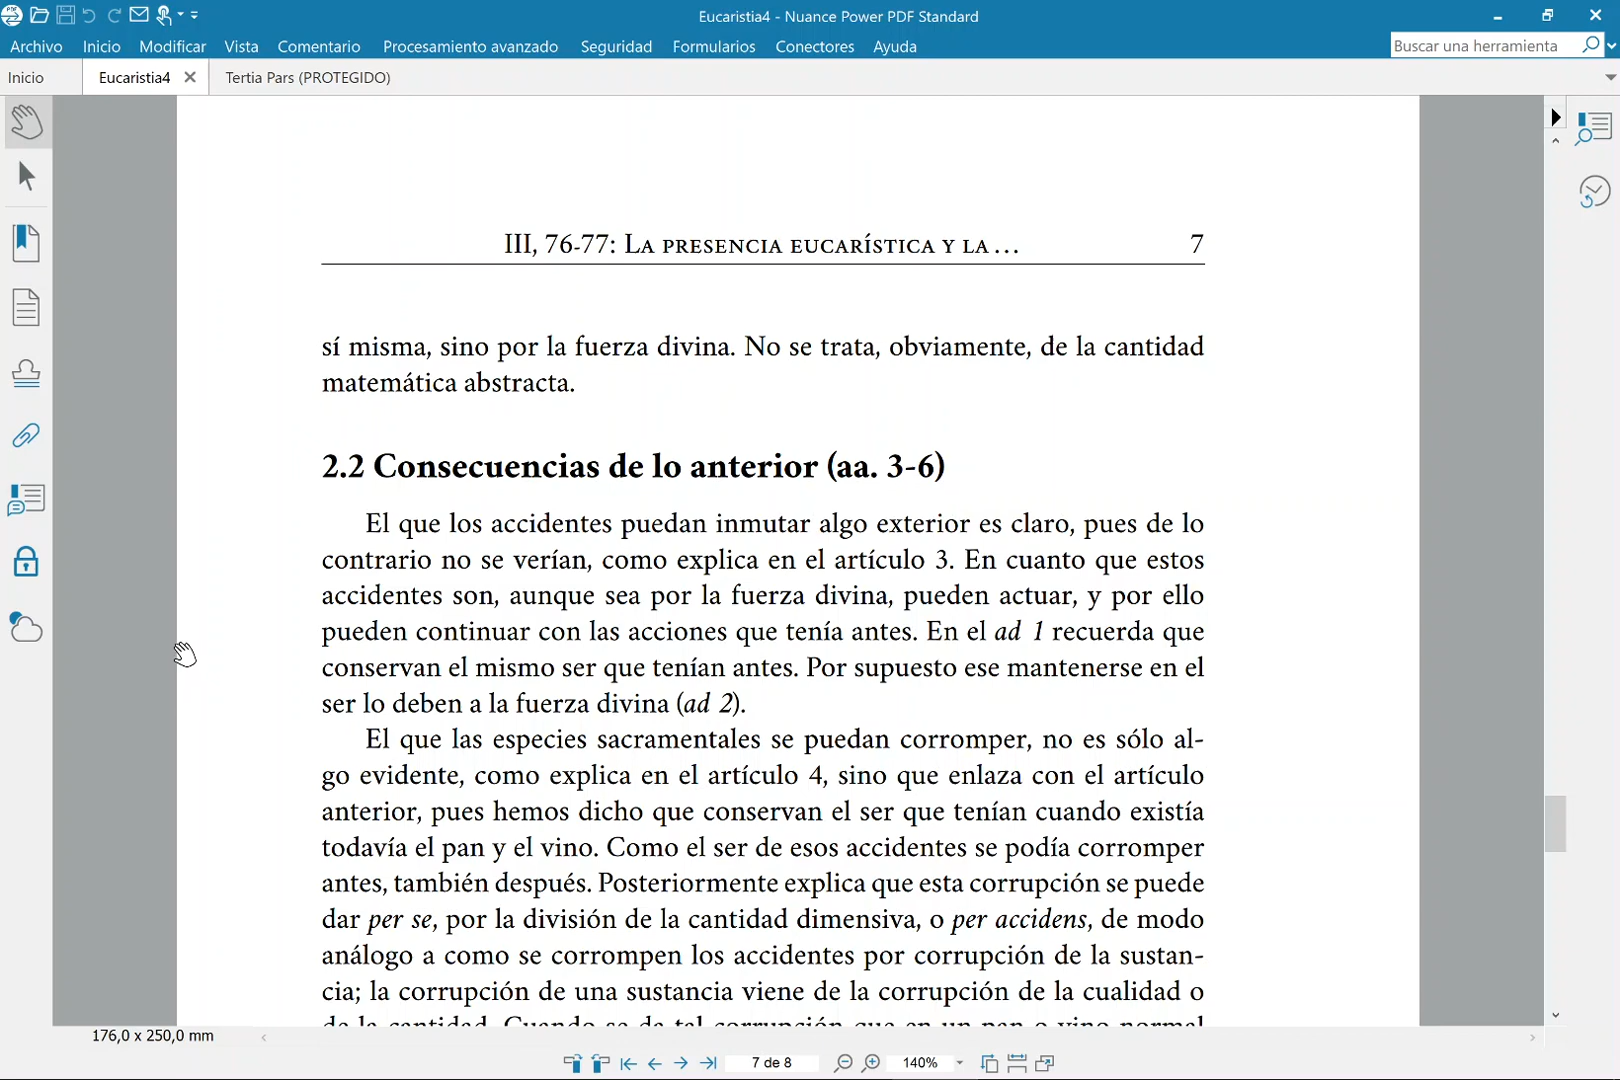 Eucaristia4 - Nuance Power PDF Standard
Archivo Inicio Modificar Vista Comentario Procesamiento avanzado Seguridad Formularios Conectores Ayuda Buscar una herramienta
Inicio Eucaristia4 Tertia Pars (PROTEGIDO)
III, 76-77: La presencia eucarística y la… 7
sí misma, sino por la fuerza divina. No se trata, obviamente, de la cantidad
matemática abstracta.
2.2 Consecuencias de lo anterior (aa. 3-6)
El que los accidentes puedan inmutar algo exterior es claro, pues de lo
contrario no se verían, como explica en el artículo 3. En cuanto que estos
accidentes son, aunque sea por la fuerza divina, pueden actuar, y por ello
pueden continuar con las acciones que tenía antes. En el ad 1 recuerda que
conservan el mismo ser que tenían antes. Por supuesto ese mantenerse en el
ser lo deben a la fuerza divina (ad 2).
El que las especies sacramentales se puedan corromper, no es sólo al-
go evidente, como explica en el artículo 4, sino que enlaza con el artículo
anterior, pues hemos dicho que conservan el ser que tenían cuando existía
todavía el pan y el vino. Como el ser de esos accidentes se podía corromper
antes, también después. Posteriormente explica que esta corrupción se puede
dar per se, por la división de la cantidad dimensiva, o per accidens, de modo
análogo a como se corrompen los accidentes por corrupción de la sustan-
cia; la corrupción de una sustancia viene de la corrupción de la cualidad o
de la cantidad. Cuando se da tal corrupción que en un pan o vino normal
176,0 x 250,0 mm
7 de 8 140%